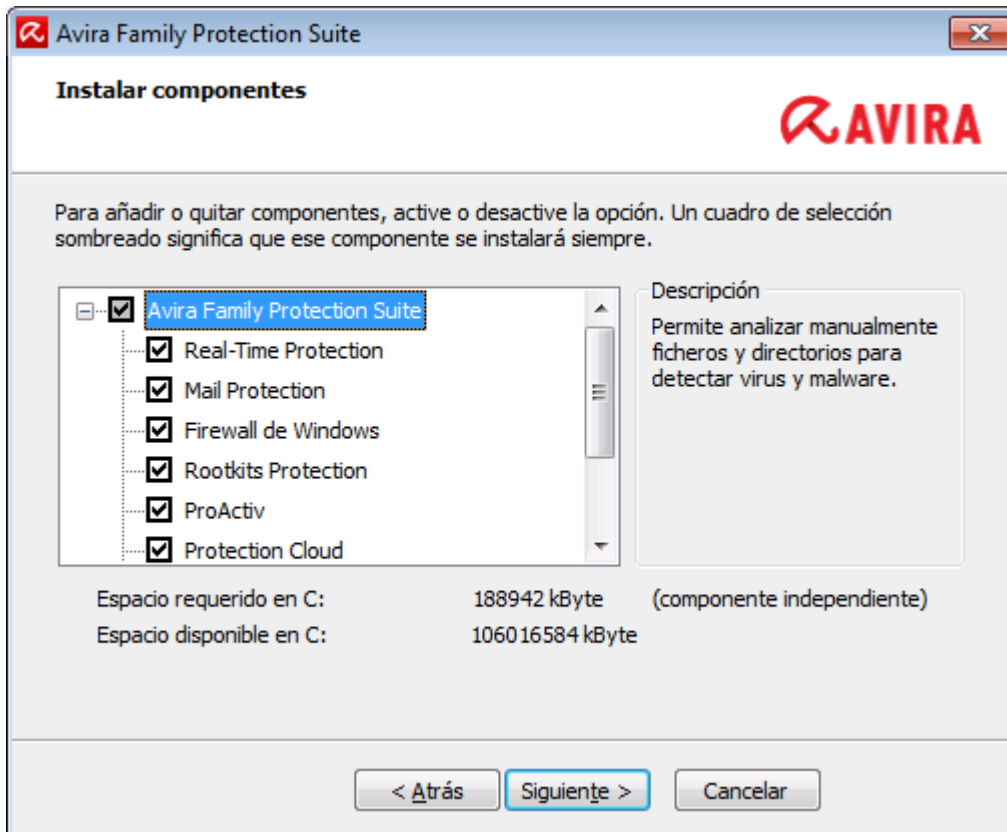 Avira Family Protection Suite
Instalar componentes
AVIRA
Para añadir o quitar componentes, active o desactive la opción. Un cuadro de selección
sombreado significa que ese componente se instalará siempre.
Avira Family Protection Suite
Real-Time Protection
Mail Protection
Firewall de Windows
Rootkits Protection
ProActiv
Protection Cloud
Descripción
Permite analizar manualmente
ficheros y directorios para
detectar virus y malware.
Espacio requerido en C: 188942 kByte (componente independiente)
Espacio disponible en C: 106016584 kByte
< Atrás Siguiente > Cancelar